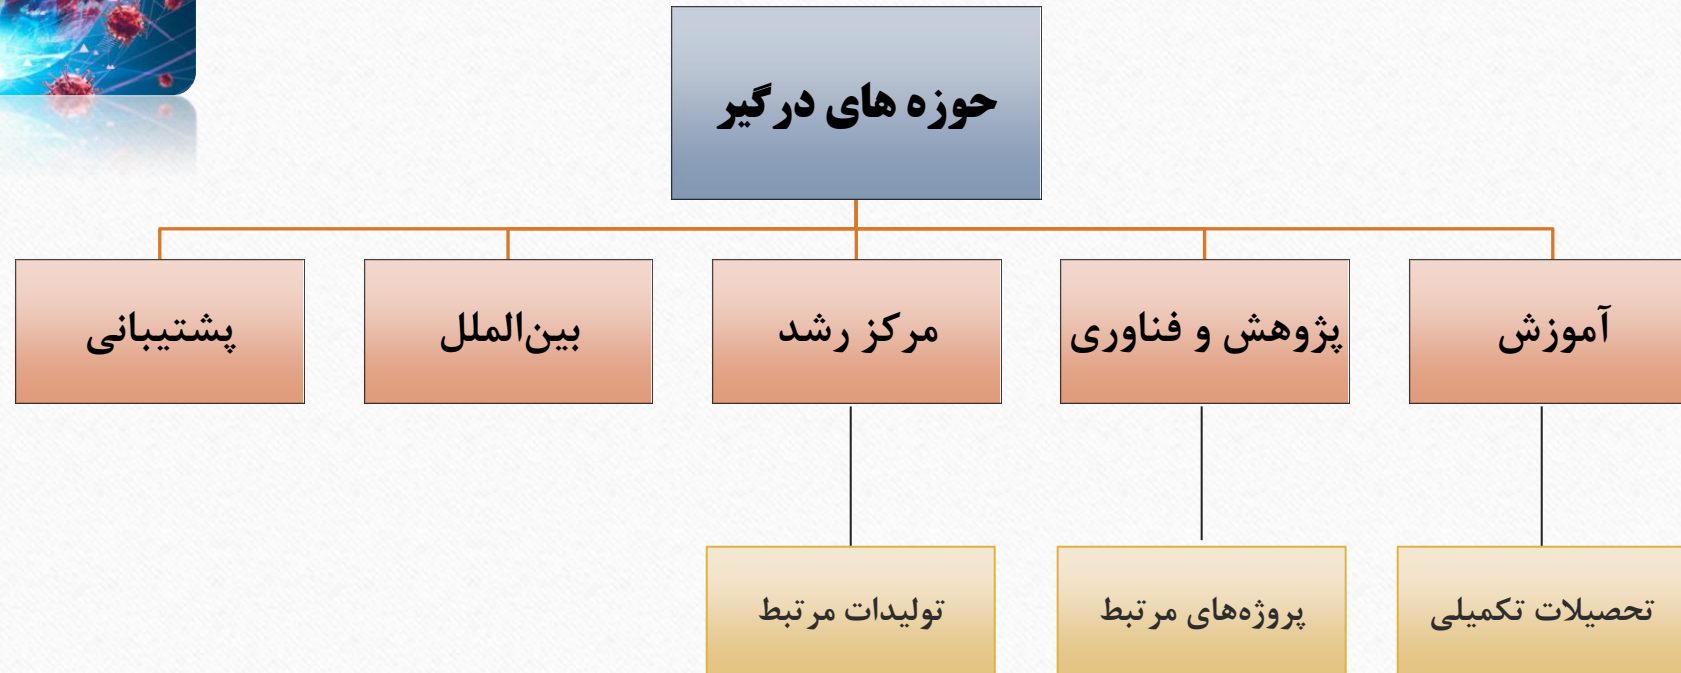 حوزه های درگیر
آموزش
پژوهش و فناوری
مرکز رشد
بین‌الملل
پشتیبانی
تحصیلات تکمیلی
پروژه‌های مرتبط
تولیدات مرتبط